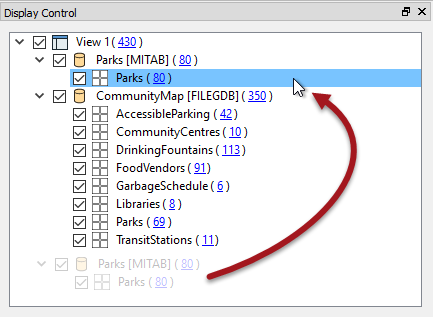 Display Control
View 1 ( 430)
Parks [MITAB] ( 80)
Parks ( 80)
CommunityMap [FILEGDB] ( 350)
AccessibleParking ( 42)
CommunityCentres ( 10)
DrinkingFountains ( 113)
FoodVendors ( 91)
GarbageSchedule ( 6)
Libraries ( 8)
Parks ( 69)
TransitStations ( 11)
Parks [MITAB] ( 80)
Parks ( 80)